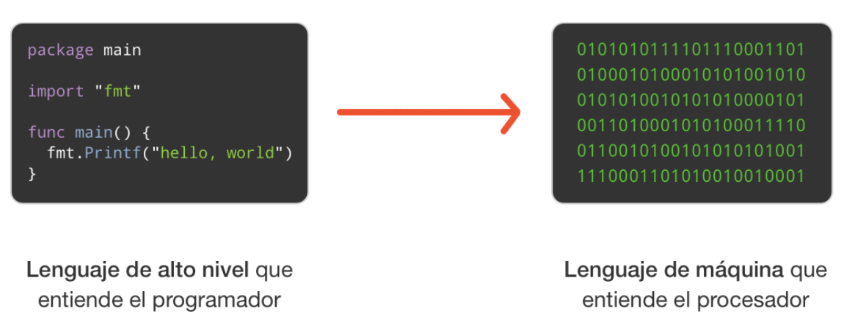 package main
import "fmt"
func main() {
fmt.Printf("hello, world")
}
0101010111101110001101
0100010100010101001010
0101010010101010000101
0011010001010100011110
0110010100101010101001
1110001101010010010001
Lenguaje de alto nivel que
entiende el programador
Lenguaje de máquina que
entiende el procesador